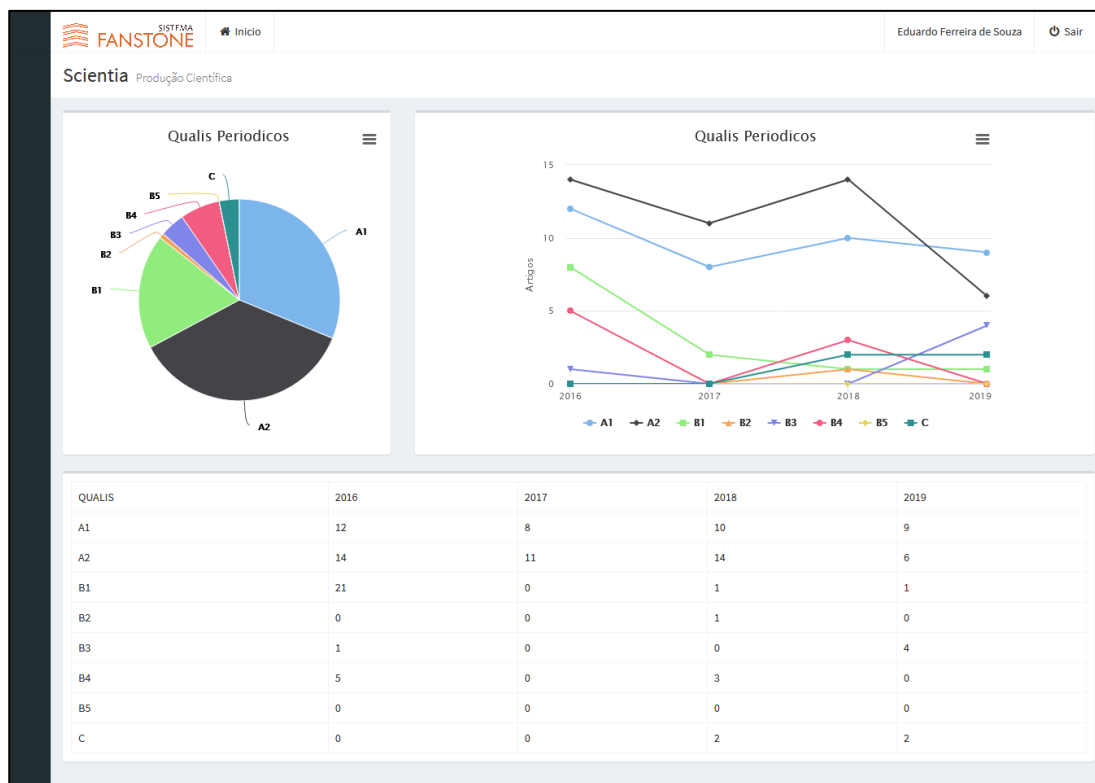 SISTEMA
FANSTONE
Inicio
Eduardo Ferreira de Souza
Sair
Scientia Produção Científica
Qualis Periodicos
C
B5
B4
B3
B2
B1
A1
A2
Qualis Periodicos
15
10
5
0
Artigos
2016 2017 2018 2019
A1 A2 B1 B2 B3 B4 B5 C
QUALIS 2016 2017 2018 2019
A1 12 8 10 9
A2 14 11 14 6
B1 21 0 1 1
B2 0 0 1 0
B3 1 0 0 4
B4 5 0 3 0
B5 0 0 0 0
C 0 0 2 2